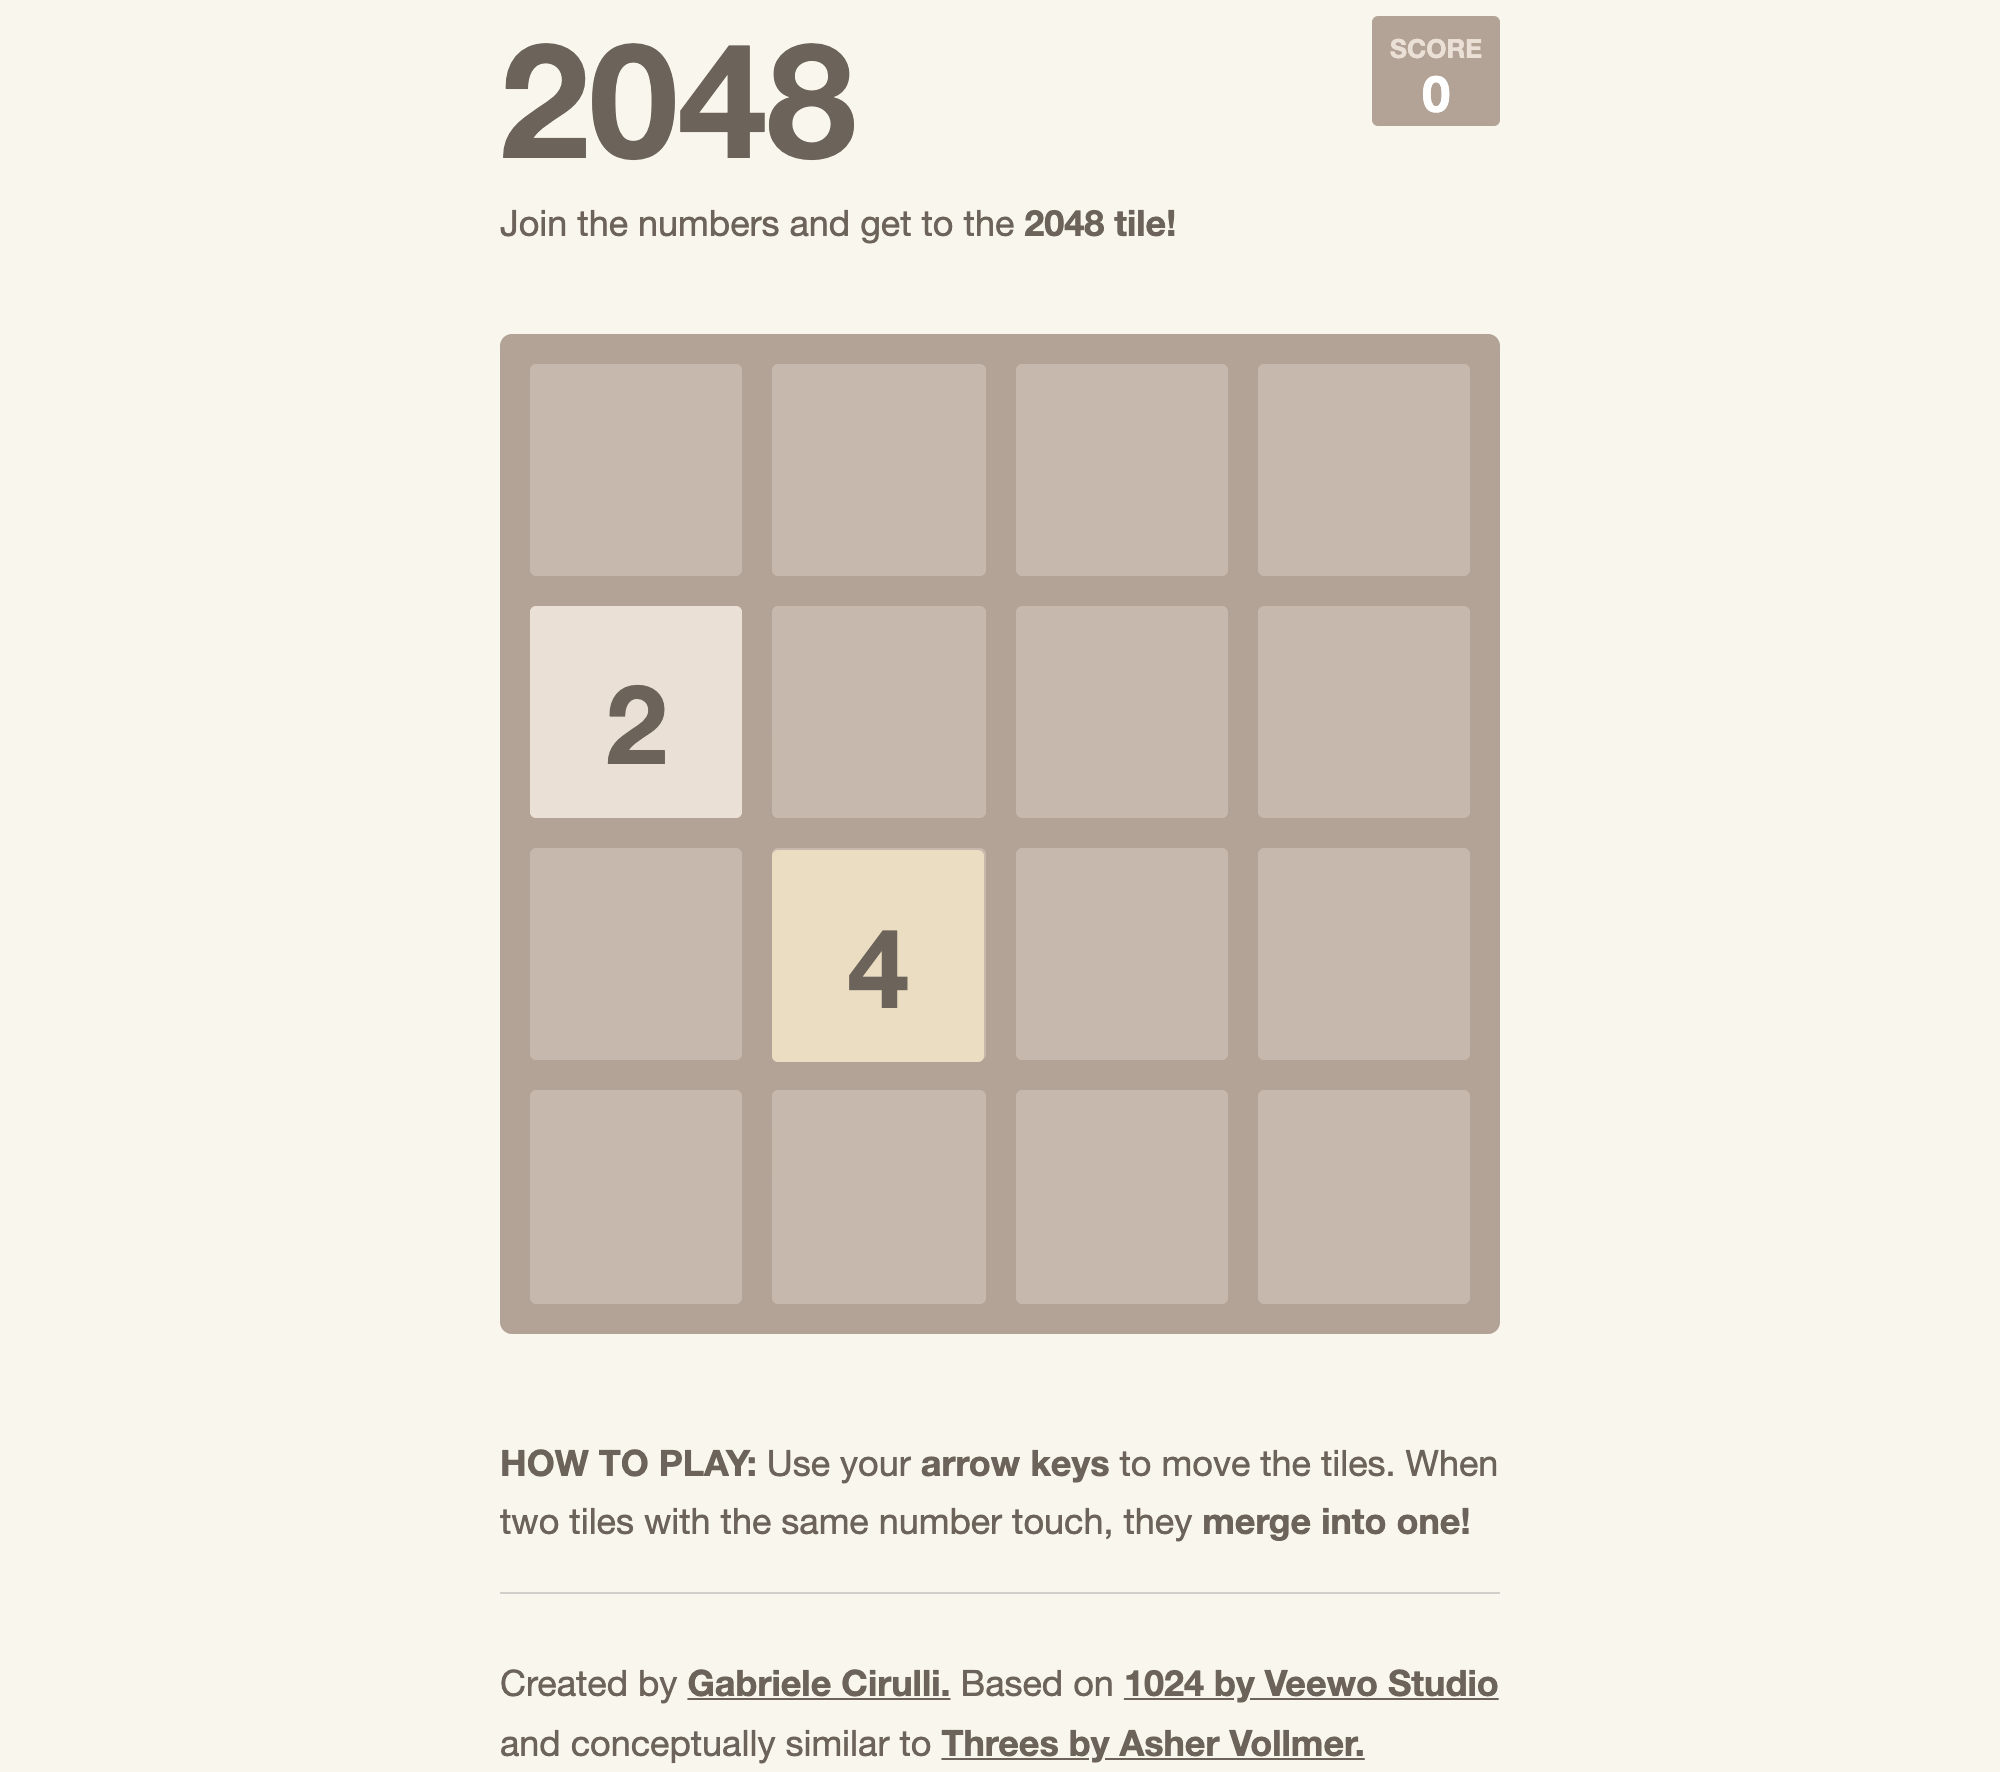 2048
SCORE
0
Join the numbers and get to the 2048 tile!
2
4
HOW TO PLAY: Use your arrow keys to move the tiles. When
two tiles with the same number touch, they merge into one!
Created by Gabriele Cirulli. Based on 1024 by Veewo Studio
and conceptually similar to Threes by Asher Vollmer.